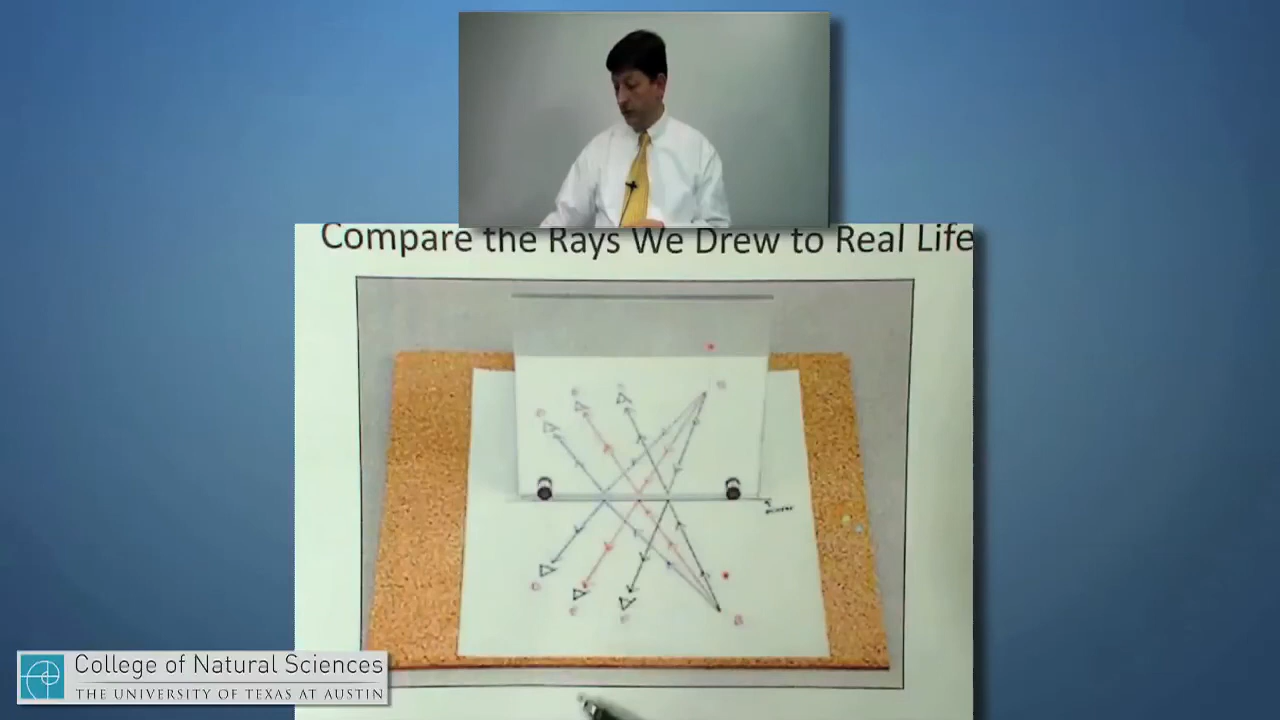 Compare the Rays We Drew to Real Life
College of Natural Sciences
THE UNIVERSITY OF TEXAS AT AUSTIN